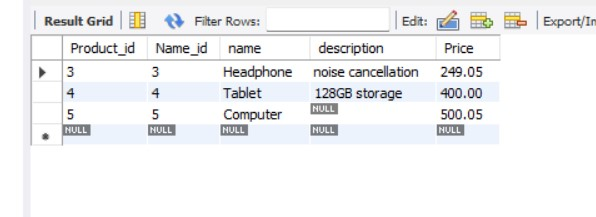 Result Grid Filter Rows: Edit: Export/Im
Product_id Name_id name description Price
3 3 Headphone noise cancellation 249.05
4 4 Tablet 128GB storage 400.00
5 5 Computer NULL 500.05
NULL NULL NULL NULL NULL